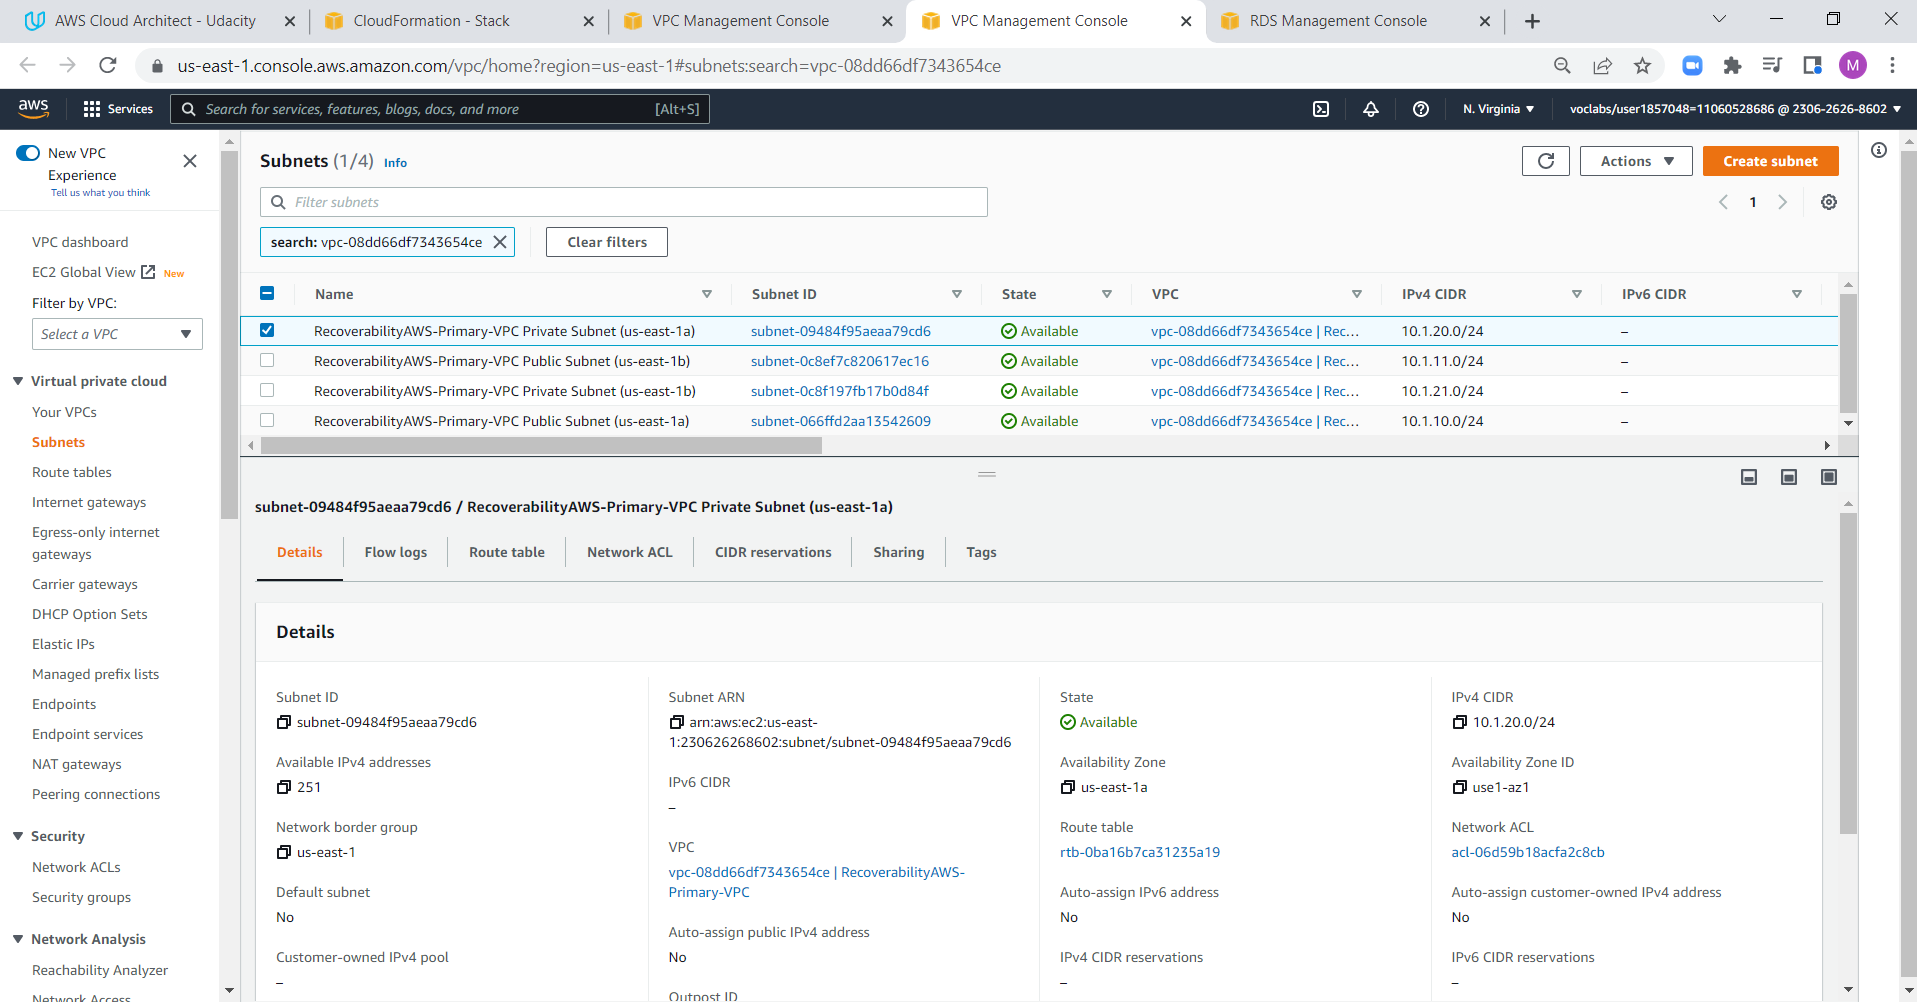 AWS Cloud Architect - Udacity
CloudFormation - Stack
VPC Management Console
VPC Management Console
RDS Management Console
us-east-1.console.aws.amazon.com/vpc/home?region=us-east-1#subnets:search=vpc-08dd66df7343654ce
M
aws
Services
Search for services, features, blogs, docs, and more
[Alt+S]
N. Virginia
voclabs/user1857048=11060528686 @ 2306-2626-8602
New VPC
Experience
Tell us what you think
VPC dashboard
EC2 Global View New
Filter by VPC:
Select a VPC
Virtual private cloud
Your VPCs
Subnets
Route tables
Internet gateways
Egress-only internet
gateways
Carrier gateways
DHCP Option Sets
Elastic IPs
Managed prefix lists
Endpoints
Endpoint services
NAT gateways
Peering connections
Security
Network ACLs
Security groups
Network Analysis
Reachability Analyzer
Network Access
Subnets (1/4) Info
Actions
Create subnet
Filter subnets
1
search: vpc-08dd66df7343654ce
Clear filters
Name Subnet ID State VPC IPv4 CIDR IPv6 CIDR
RecoverabilityAWS-Primary-VPC Private Subnet (us-east-1a) subnet-09484f95aeaa79cd6 Available vpc-08dd66df7343654ce | Rec... 10.1.20.0/24 –
RecoverabilityAWS-Primary-VPC Public Subnet (us-east-1b) subnet-0c8ef7c820617ec16 Available vpc-08dd66df7343654ce | Rec... 10.1.11.0/24 –
RecoverabilityAWS-Primary-VPC Private Subnet (us-east-1b) subnet-0c8f197fb17b0d84f Available vpc-08dd66df7343654ce | Rec... 10.1.21.0/24 –
RecoverabilityAWS-Primary-VPC Public Subnet (us-east-1a) subnet-066ffd2aa13542609 Available vpc-08dd66df7343654ce | Rec... 10.1.10.0/24 –
subnet-09484f95aeaa79cd6 / RecoverabilityAWS-Primary-VPC Private Subnet (us-east-1a)
Details Flow logs Route table Network ACL CIDR reservations Sharing Tags
Details
Subnet ID
subnet-09484f95aeaa79cd6
Available IPv4 addresses
251
Network border group
us-east-1
Default subnet
No
Customer-owned IPv4 pool
–
Subnet ARN
arn:aws:ec2:us-east-
1:230626268602:subnet/subnet-09484f95aeaa79cd6
IPv6 CIDR
–
VPC
vpc-08dd66df7343654ce | RecoverabilityAWS-
Primary-VPC
Auto-assign public IPv4 address
No
Outpost ID
State
Available
Availability Zone
us-east-1a
Route table
rtb-0ba16b7ca31235a19
Auto-assign IPv6 address
No
IPv4 CIDR reservations
–
IPv4 CIDR
10.1.20.0/24
Availability Zone ID
use1-az1
Network ACL
acl-06d59b18acfa2c8cb
Auto-assign customer-owned IPv4 address
No
IPv6 CIDR reservations
–